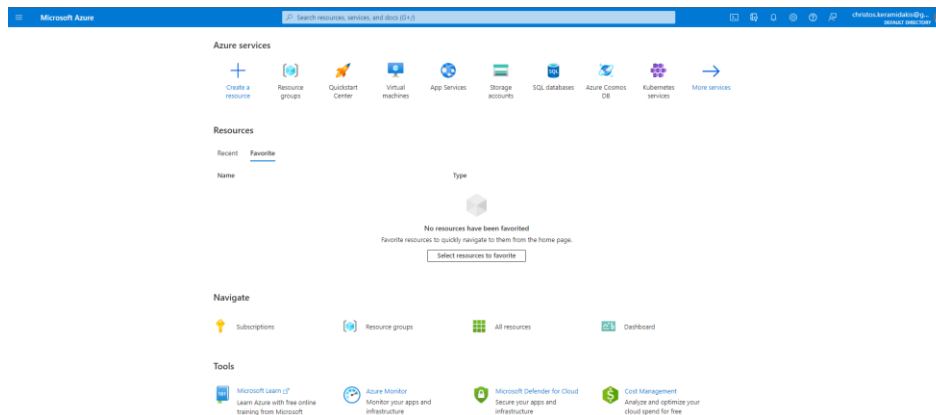 Microsoft Azure
Search resources, services, and docs (G+/)
christos.keramidakis@g...
DEFAULT DIRECTORY
Azure services
Create a resource
Resource groups
Quickstart Center
Virtual machines
App Services
Storage accounts
SQL databases
Azure Cosmos DB
Kubernetes services
More services
Resources
Recent Favorite
Name Type
No resources have been favorited
Favorite resources to quickly navigate to them from the home page.
Select resources to favorite
Navigate
Subscriptions Resource groups All resources Dashboard
Tools
Microsoft Learn
Learn Azure with free online
training from Microsoft
Azure Monitor
Monitor your apps and
infrastructure
Microsoft Defender for Cloud
Secure your apps and
infrastructure
Cost Management
Analyze and optimize your
cloud spend for free